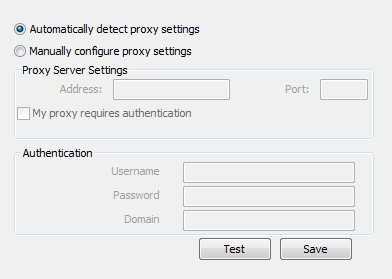 Automatically detect proxy settings
Manually configure proxy settings
Proxy Server Settings
Address: Port:
My proxy requires authentication
Authentication
Username
Password
Domain
Test Save